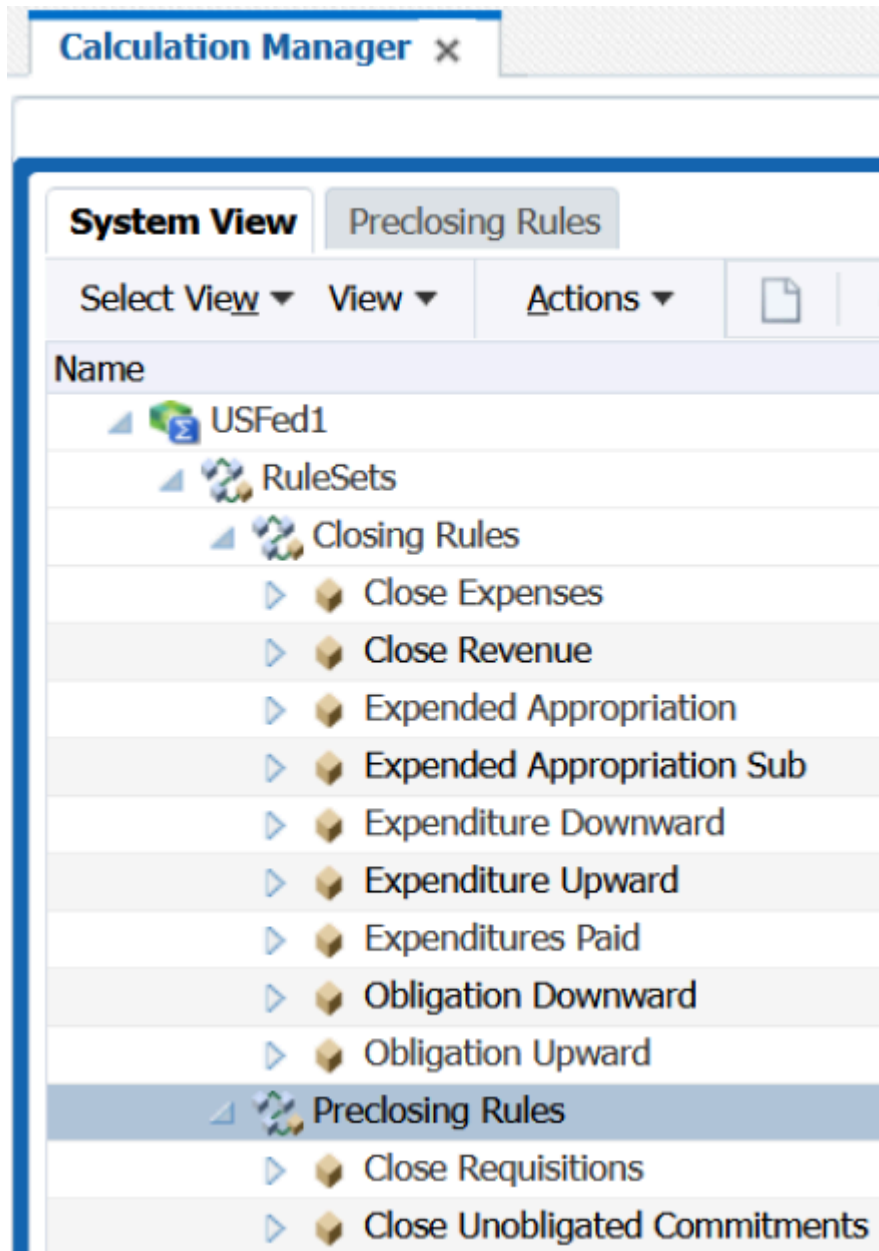 Calculation Manager ×
System View Preclosing Rules
Select View View Actions
Name
USFed1
RuleSets
Closing Rules
Close Expenses
Close Revenue
Expended Appropriation
Expended Appropriation Sub
Expenditure Downward
Expenditure Upward
Expenditures Paid
Obligation Downward
Obligation Upward
Preclosing Rules
Close Requisitions
Close Unobligated Commitments